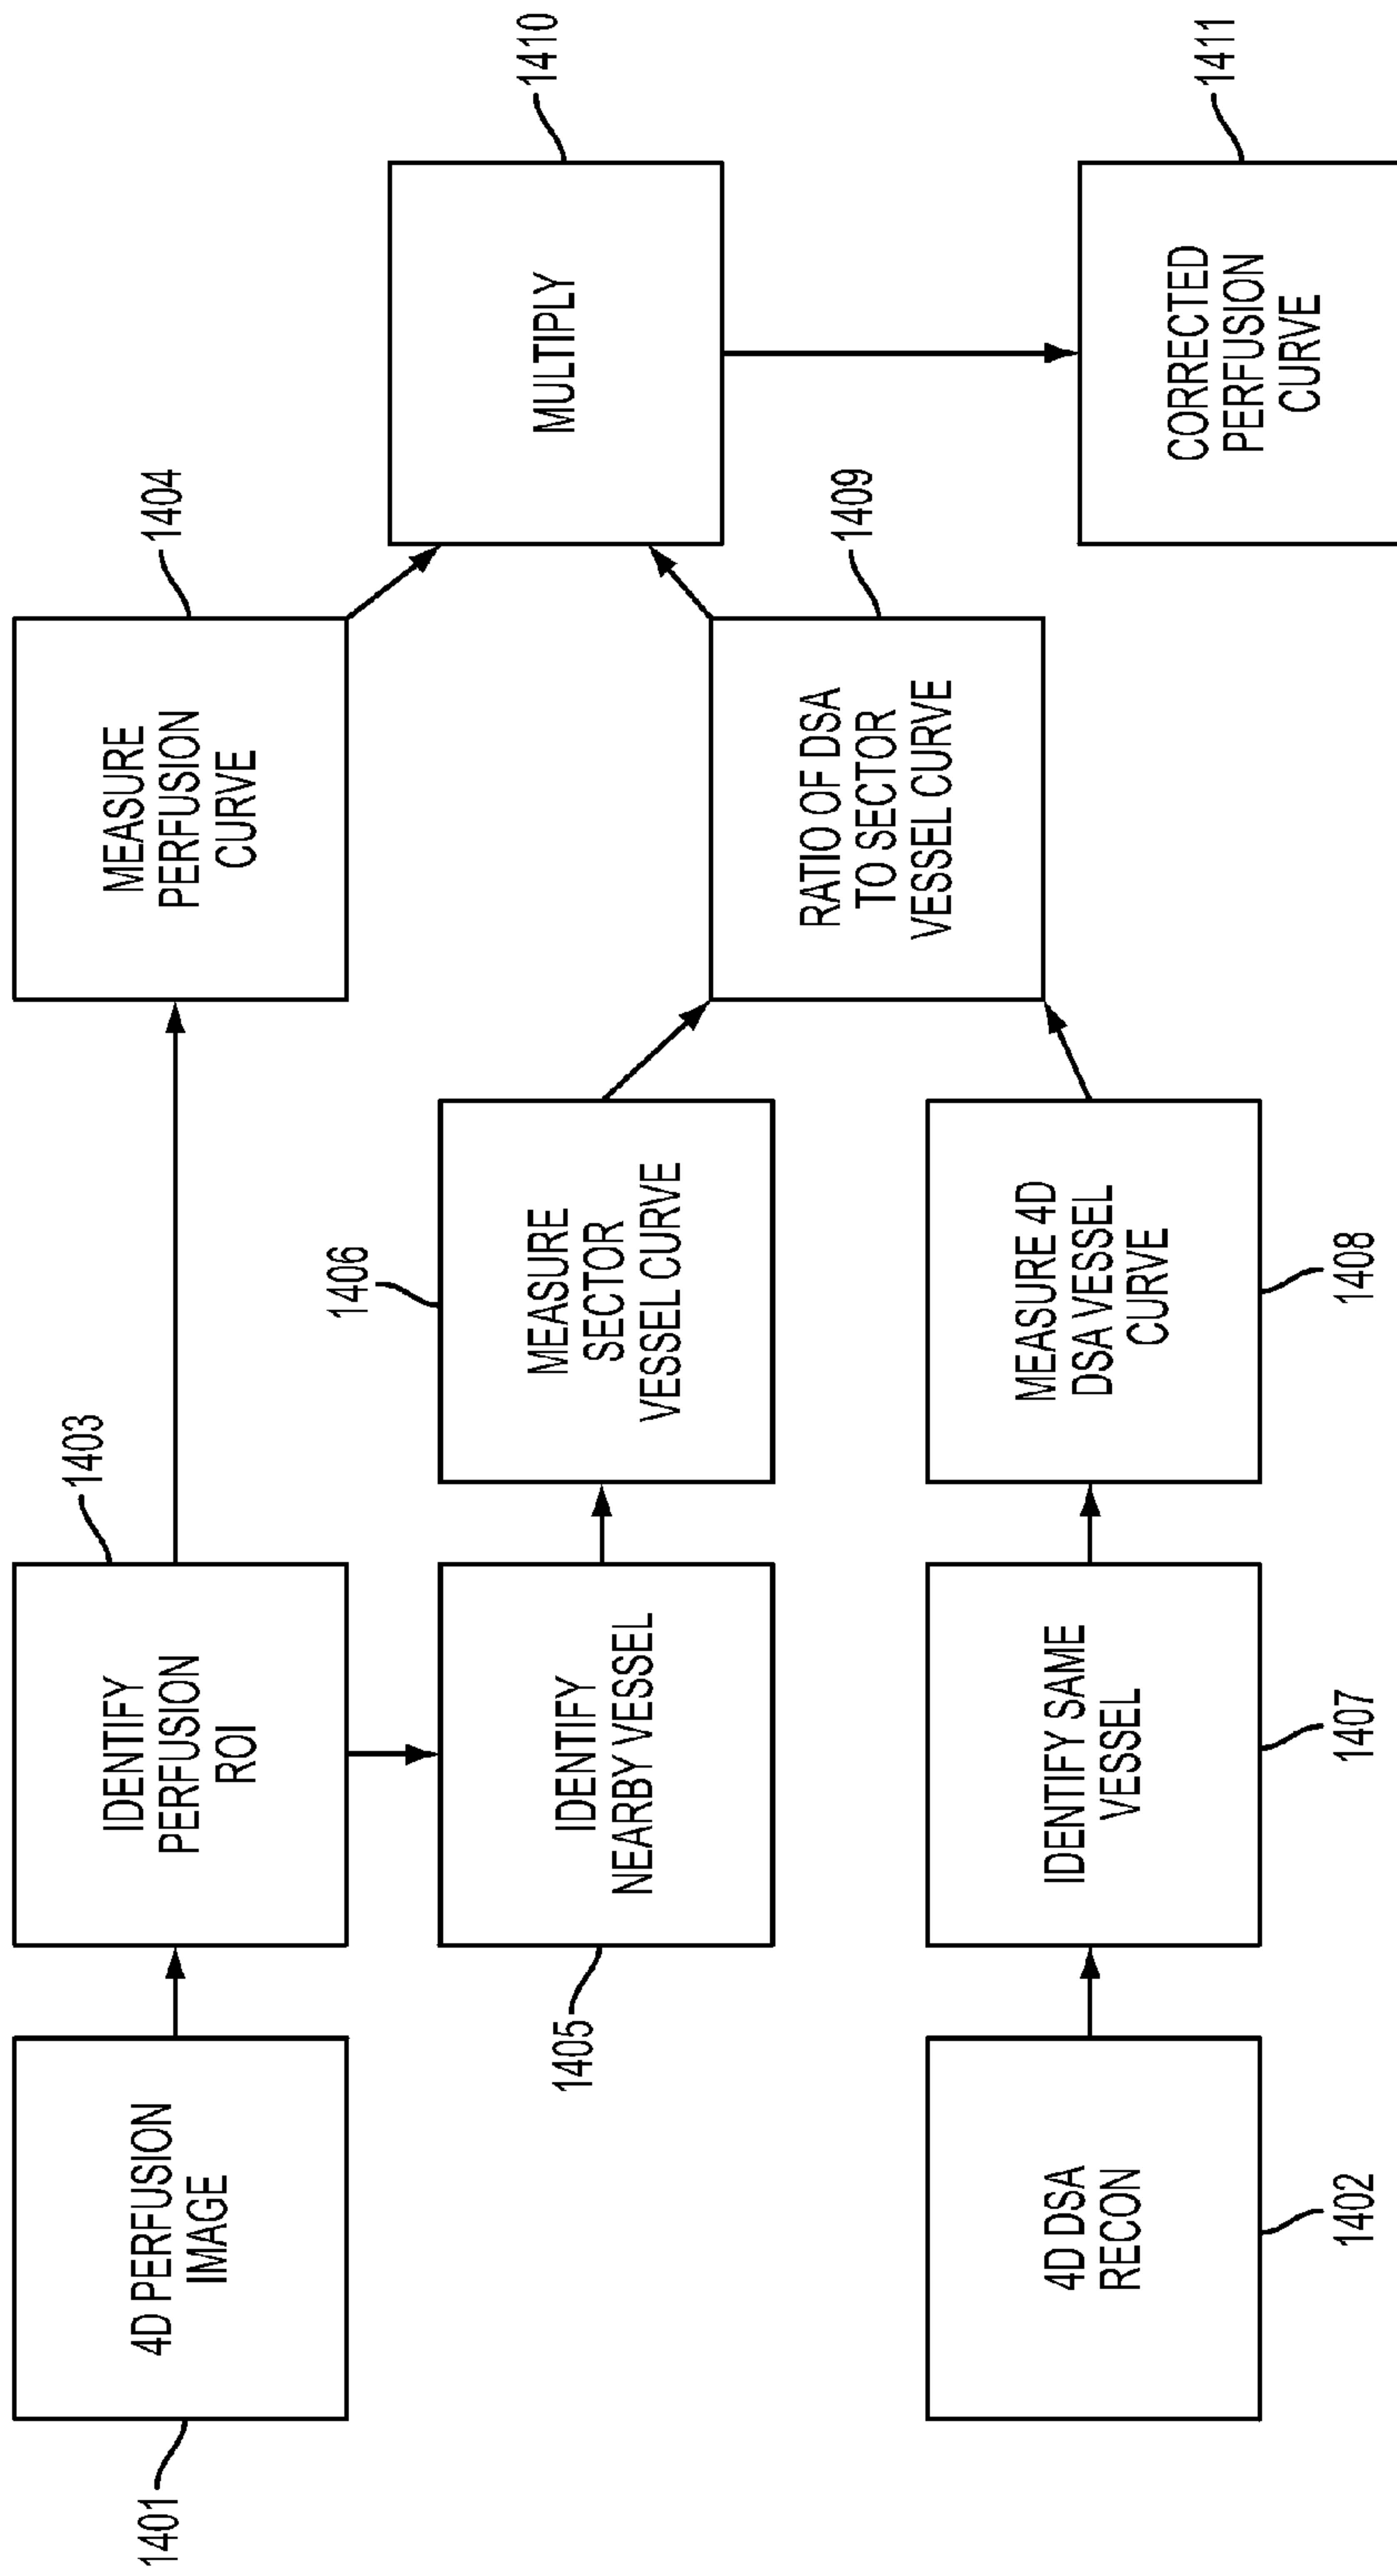 1401
4D PERFUSION
IMAGE
1403
IDENTIFY
PERFUSION
ROI
1404
MEASURE
PERFUSION
CURVE
1405
IDENTIFY
NEARBY VESSEL
1406
MEASURE
SECTOR
VESSEL CURVE
1410
MULTIPLY
1402
4D DSA
RECON
1407
IDENTIFY SAME
VESSEL
1408
MEASURE 4D
DSA VESSEL
CURVE
1409
RATIO OF DSA
TO SECTOR
VESSEL CURVE
1411
CORRECTED
PERFUSION
CURVE